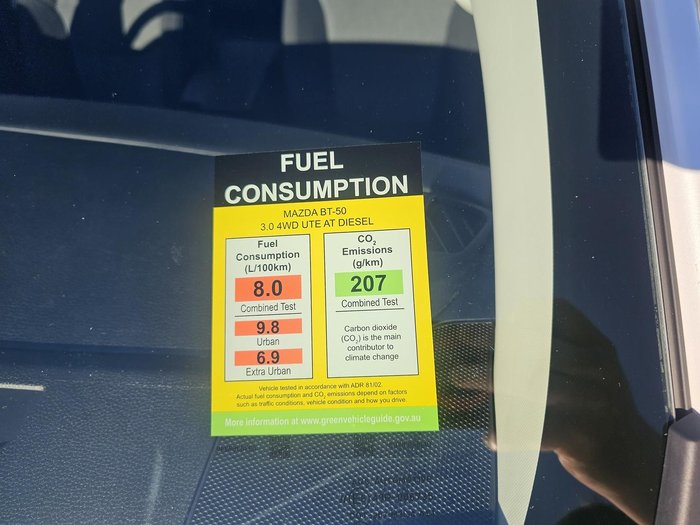 FUEL
CONSUMPTION
MAZDA BT-50
3.0 4WD UTE AT DIESEL
Fuel
Consumption
(L/100km)
8.0
Combined Test
9.8
Urban
6.9
Extra Urban
CO₂
Emissions
(g/km)
207
Combined Test
Carbon dioxide
(CO₂) is the main
contributor to
climate change
Vehicle tested in accordance with ADR 81/02.
Actual fuel consumption and CO₂ emissions depend on factors
such as traffic conditions, vehicle condition and how you drive
More information at www.greenvehicleguide.gov.au